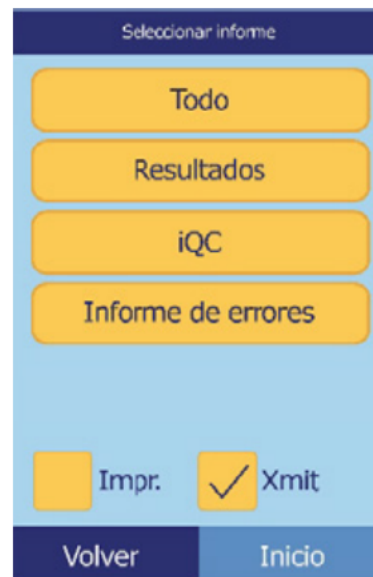 Seleccionar informe
Todo
Resultados
iQC
Informe de errores
Impr. Xmit
Volver Inicio